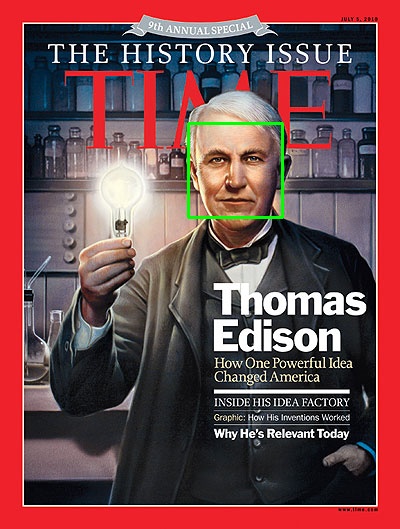 9th ANNUAL SPECIAL
JULY 5, 2010
THE HISTORY ISSUE
TIME
Thomas
Edison
How One Powerful Idea
Changed America
INSIDE HIS IDEA FACTORY
Graphic: How His Inventions Worked
Why He's Relevant Today
www.time.com